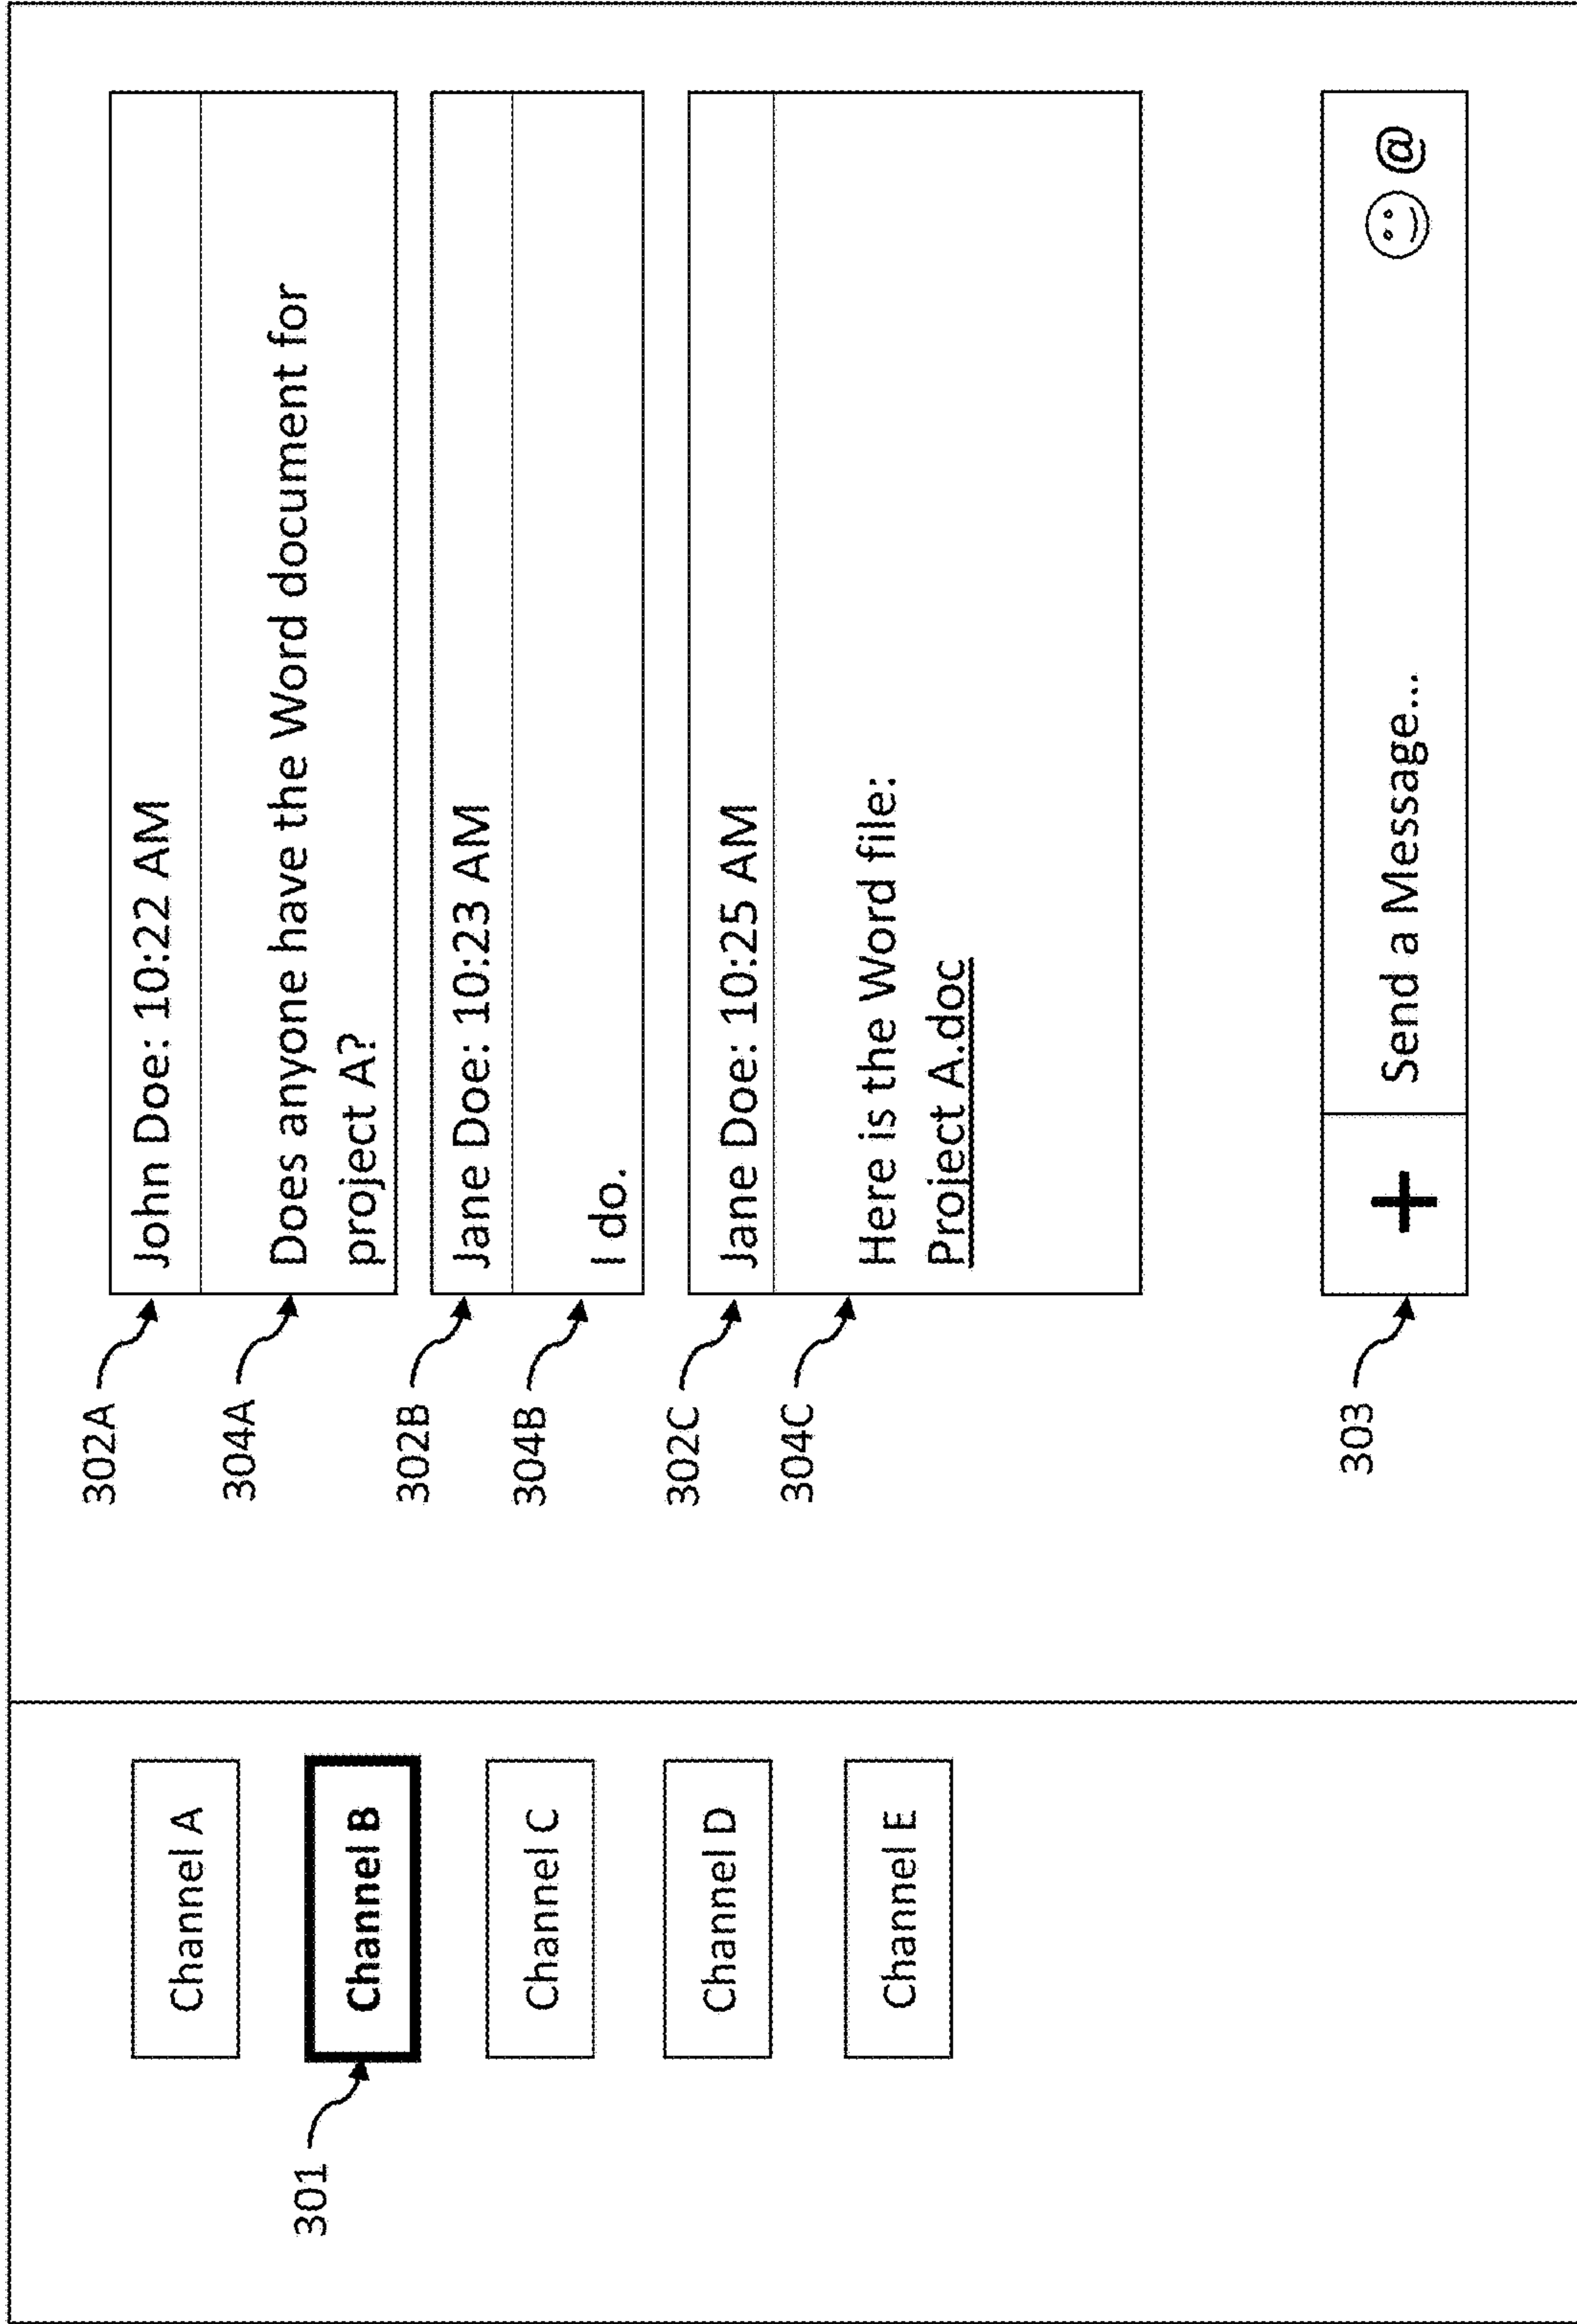 Channel A
301
Channel B
Channel C
Channel D
Channel E
302A
John Doe: 10:22 AM
304A
Does anyone have the Word document for
project A?
302B
Jane Doe: 10:23 AM
304B
I do.
302C
Jane Doe: 10:25 AM
304C
Here is the Word file:
Project A.doc
303
+ Send a Message... @